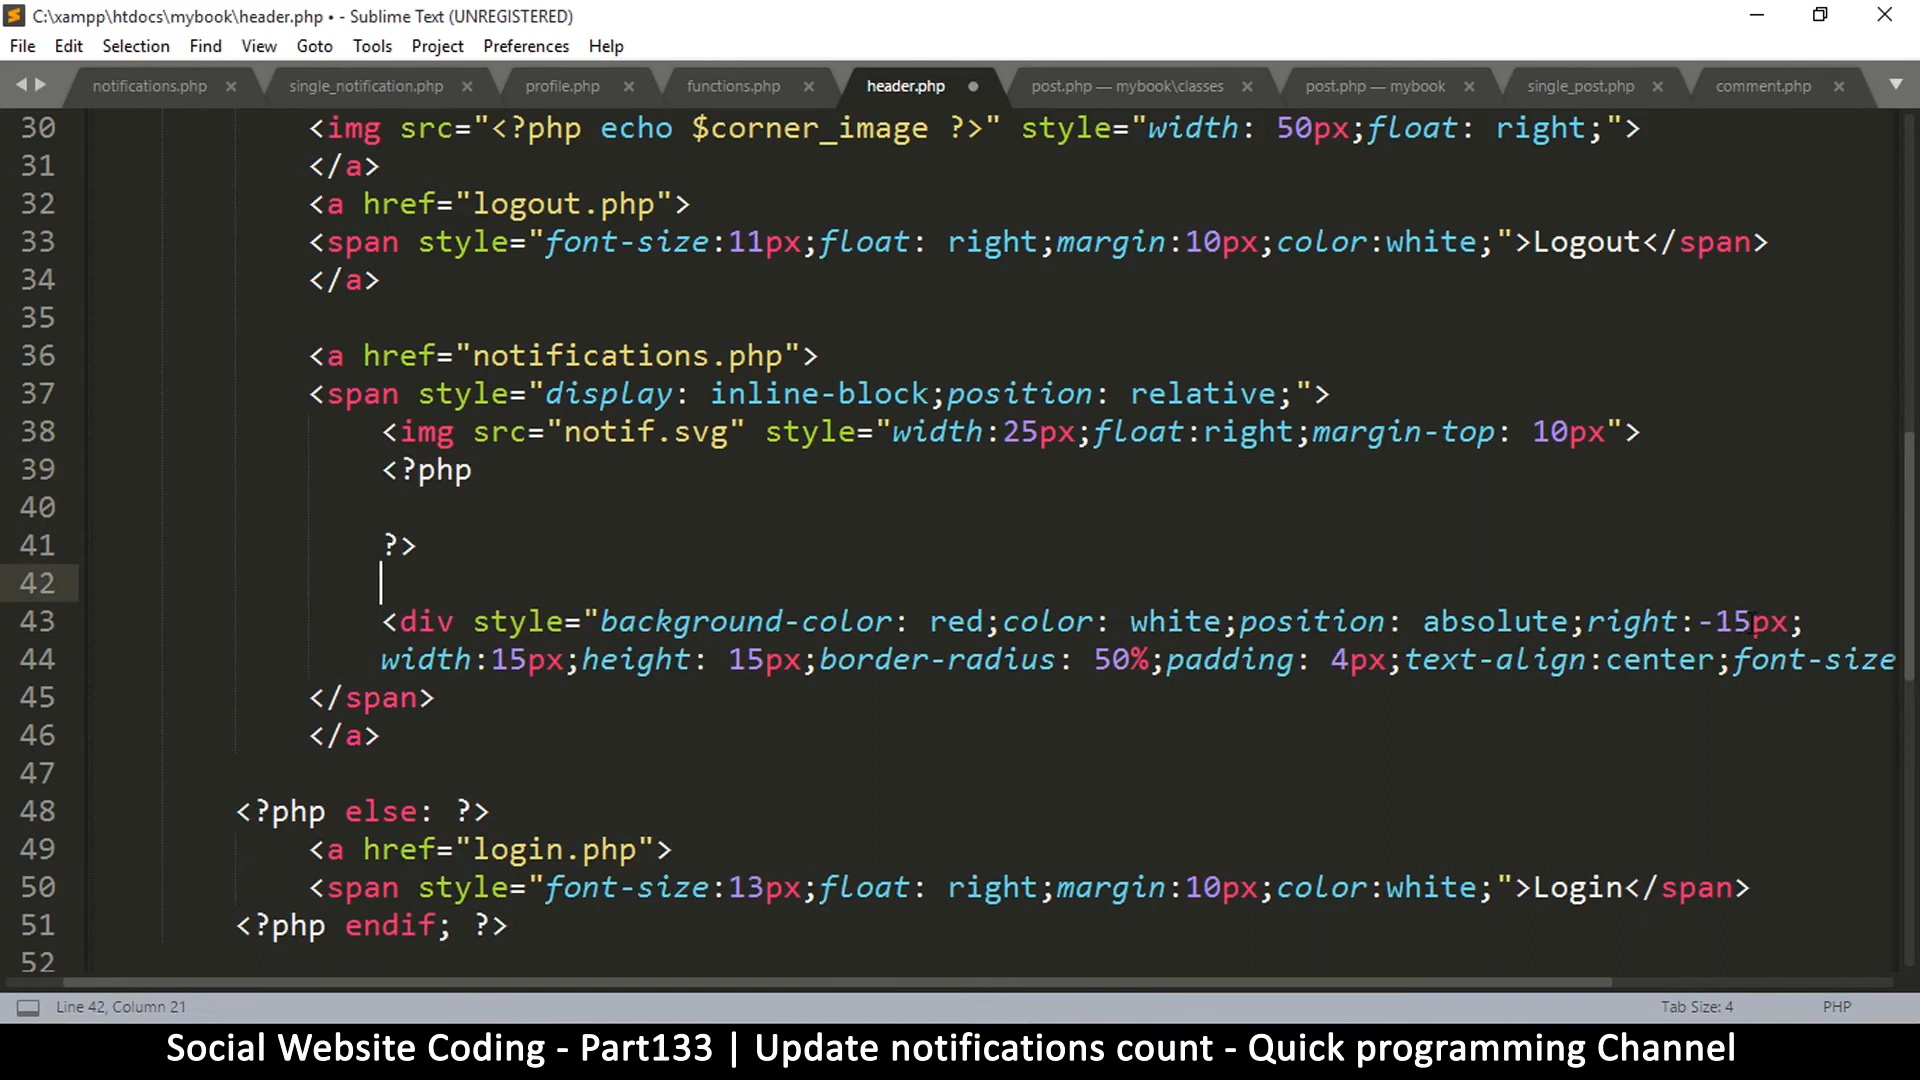 C:\xampp\htdocs\mybook\header.php • - Sublime Text (UNREGISTERED)
File Edit Selection Find View Goto Tools Project Preferences Help
notifications.php single_notification.php profile.php functions.php header.php post.php — mybook\classes post.php — mybook single_post.php comment.php
30 <img src="<?php echo $corner_image ?>" style="width: 50px;float: right;">
31 </a>
32 <a href="logout.php">
33 <span style="font-size:11px;float: right;margin:10px;color:white;">Logout</span>
34 </a>
35
36 <a href="notifications.php">
37 <span style="display: inline-block;position: relative;">
38 <img src="notif.svg" style="width:25px;float:right;margin-top: 10px">
39 <?php
40
41 ?>
42
43 <div style="background-color: red;color: white;position: absolute;right:-15px;
44 width:15px;height: 15px;border-radius: 50%;padding: 4px;text-align:center;font-size
45 </span>
46 </a>
47
48 <?php else: ?>
49 <a href="login.php">
50 <span style="font-size:13px;float: right;margin:10px;color:white;">Login</span>
51 <?php endif; ?>
52
Line 42, Column 21 Tab Size: 4 PHP
Social Website Coding - Part133 | Update notifications count - Quick programming Channel